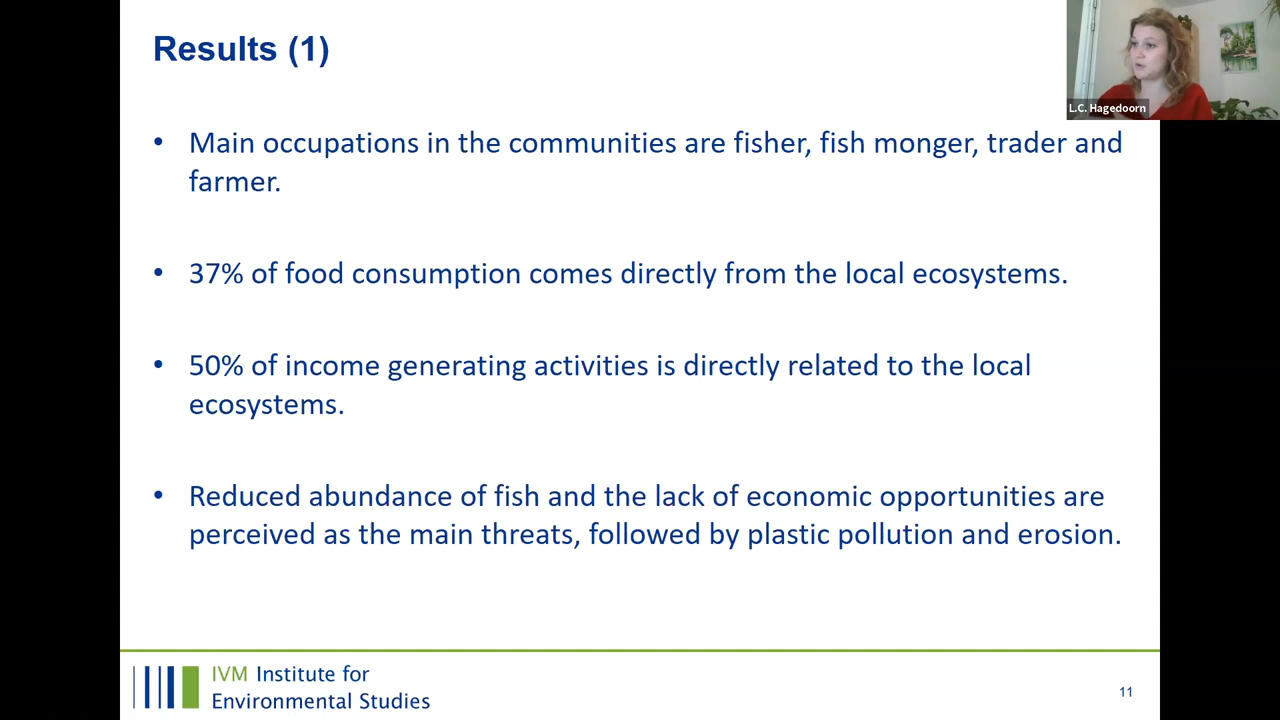 Results (1)
L.C. Hagedoorn
• Main occupations in the communities are fisher, fish monger, trader and
farmer.
• 37% of food consumption comes directly from the local ecosystems.
• 50% of income generating activities is directly related to the local
ecosystems.
• Reduced abundance of fish and the lack of economic opportunities are
perceived as the main threats, followed by plastic pollution and erosion.
IVM Institute for
Environmental Studies
11